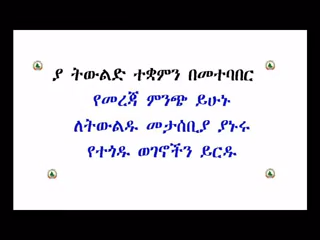 ያ ትውልድ ተቋምን በመተባበር
የመረጃ ምንጭ ይሁኑ
ለትውልዱ መታሰቢያ ያኑሩ
የተጎዱ ወገኖችን ይርዱ